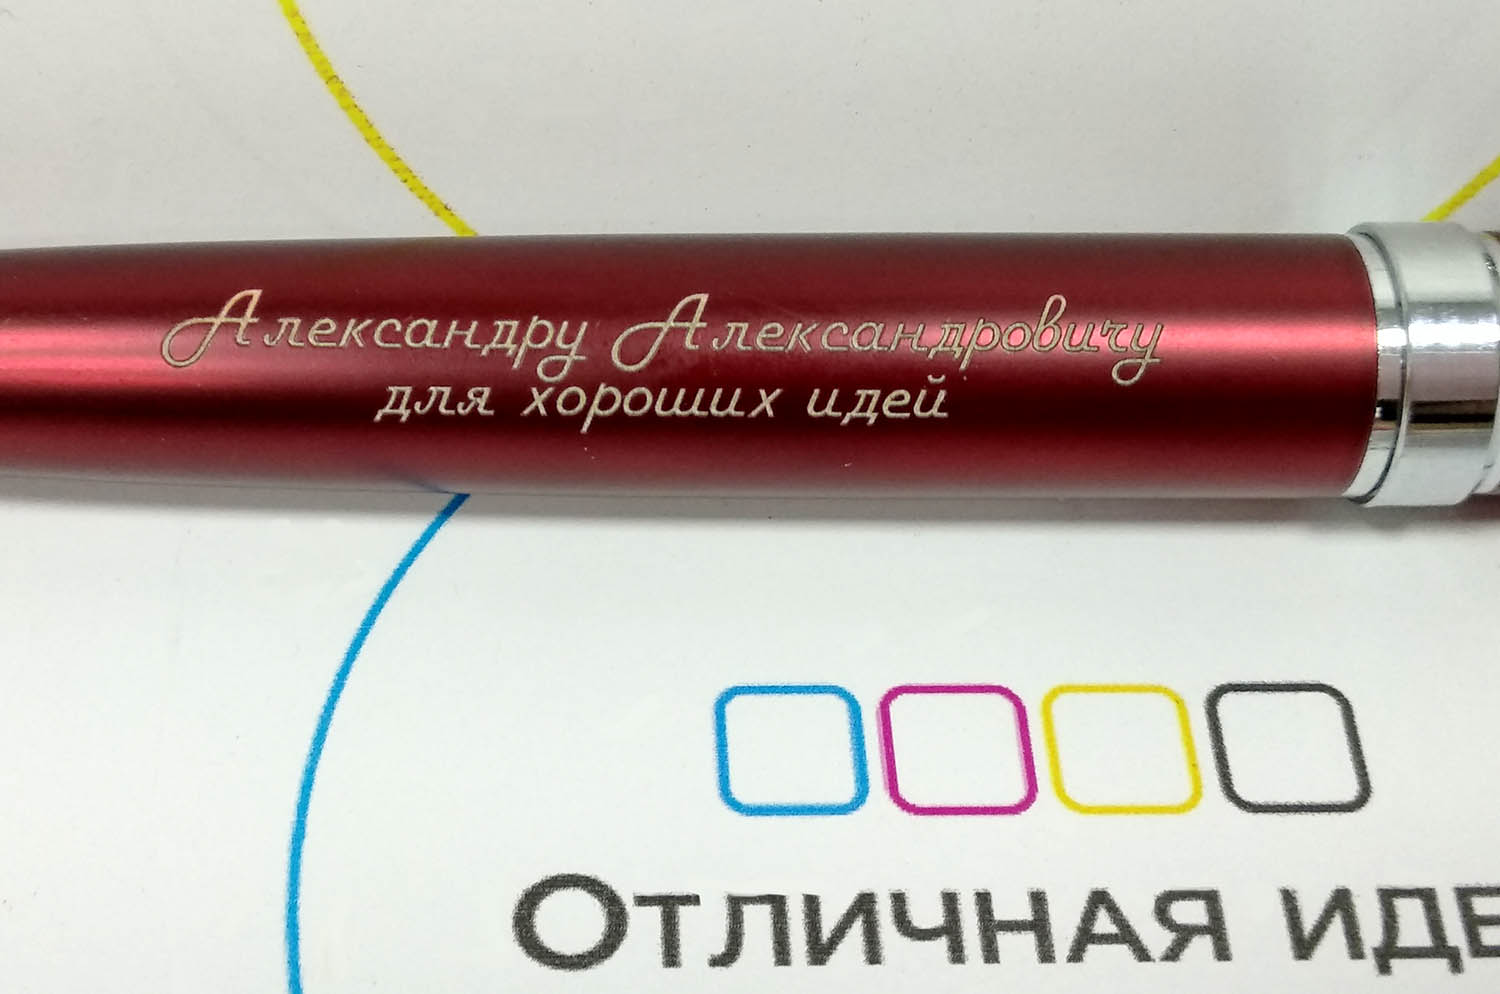 Александру Александровичу
для хороших идей
Отличная иде